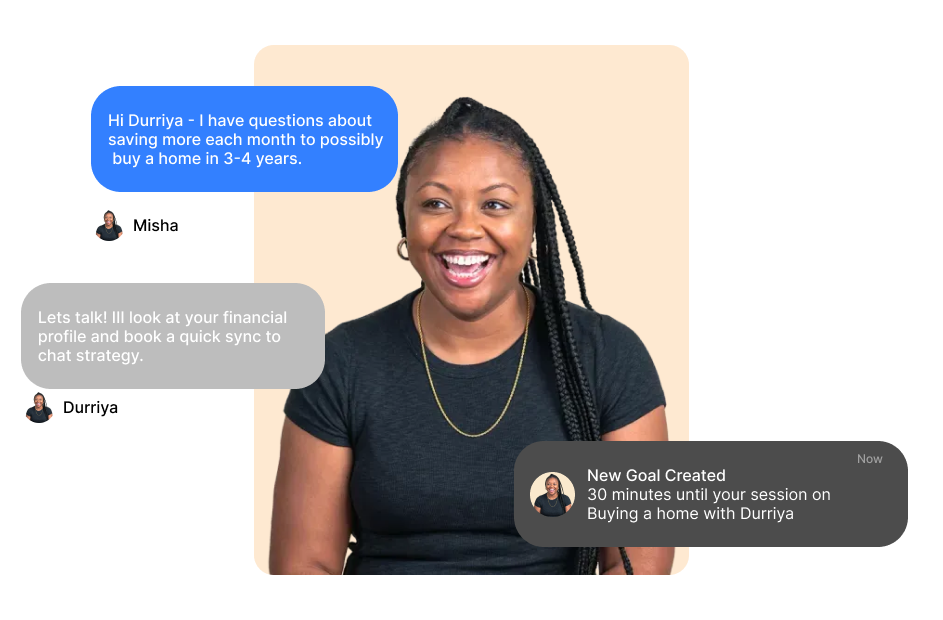 Hi Durriya - I have questions about
saving more each month to possibly
buy a home in 3-4 years.
Misha
Lets talk! Ill look at your financial
profile and book a quick sync to
chat strategy.
Durriya
Now
New Goal Created
30 minutes until your session on
Buying a home with Durriya